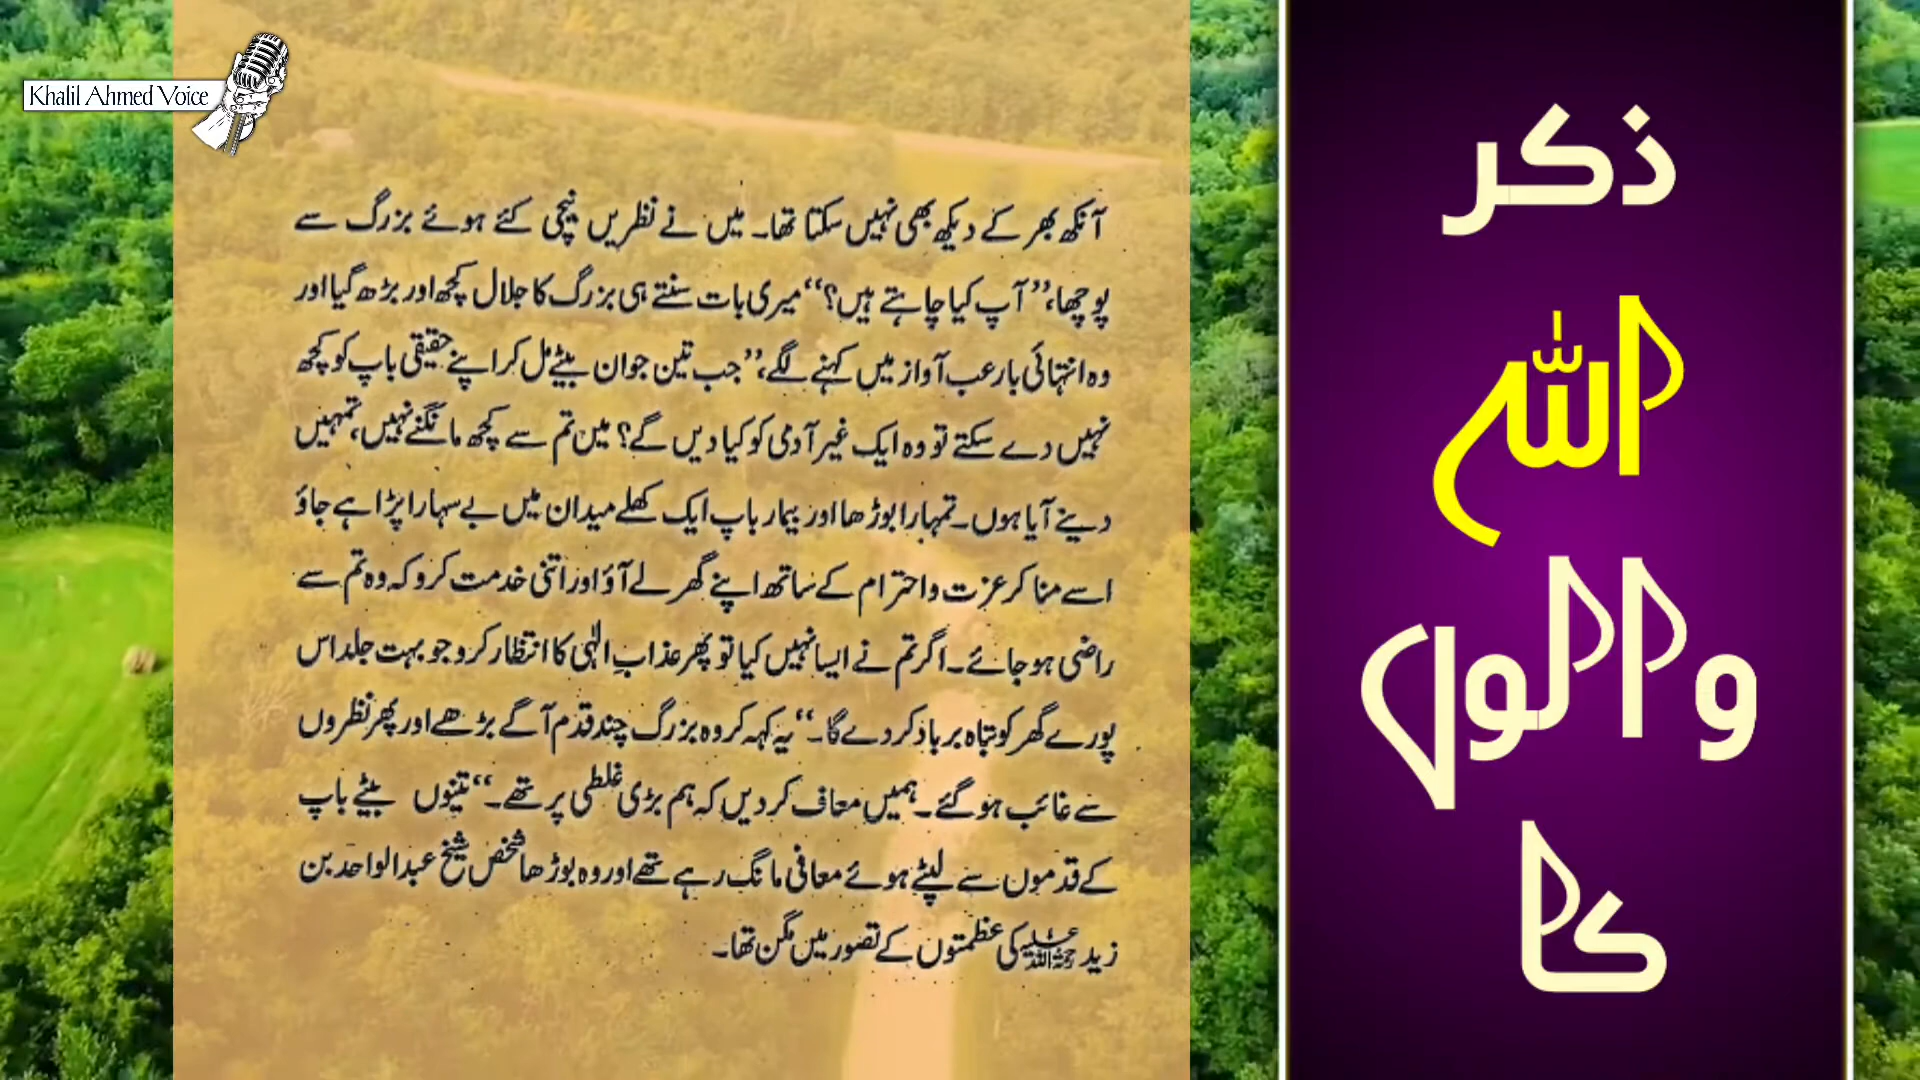 Khalil Ahmed Voice
آنکھ بھر کے دیکھ بھی نہیں سکتا تھا۔ میں نے نظریں نیچی کئے ہوئے بزرگ سے
پوچھا، ’’آپ کیا چاہتے ہیں؟‘‘ میری بات سنتے ہی بزرگ کا جلال کچھ اور بڑھ گیا اور
وہ انتہائی بارعب آواز میں کہنے لگے، ’’جب تین جوان بیٹے مل کر اپنے حقیقی باپ کو کچھ
نہیں دے سکتے تو وہ ایک غیر آدمی کو کیا دیں گے؟ میں تم سے کچھ مانگنے نہیں، تمہیں
دینے آیا ہوں۔ تمہارا بوڑھا اور بیمار باپ ایک کھلے میدان میں بے سہارا پڑا ہے جاؤ
اسے منا کر عزت و احترام کے ساتھ اپنے گھر لے آؤ اور اتنی خدمت کرو کہ وہ تم سے
راضی ہو جائے۔ اگر تم نے ایسا نہیں کیا تو پھر عذابِ الٰہی کا انتظار کرو جو بہت جلد اس
پورے گھر کو تباہ برباد کر دے گا۔‘‘ یہ کہہ کر وہ بزرگ چند قدم آگے بڑھے اور پھر نظروں
سے غائب ہو گئے۔ ہمیں معاف کر دیں کہ ہم بڑی غلطی پر تھے۔‘‘ تینوں بیٹے باپ
کے قدموں سے لپٹے ہوئے معافی مانگ رہے تھے اور وہ بوڑھا شخص شیخ عبدالواحد بن
زید رحمۃ اللہ علیہ کی عظمتوں کے تصور میں مگن تھا۔
ذکر
اللہ
والوں
کا